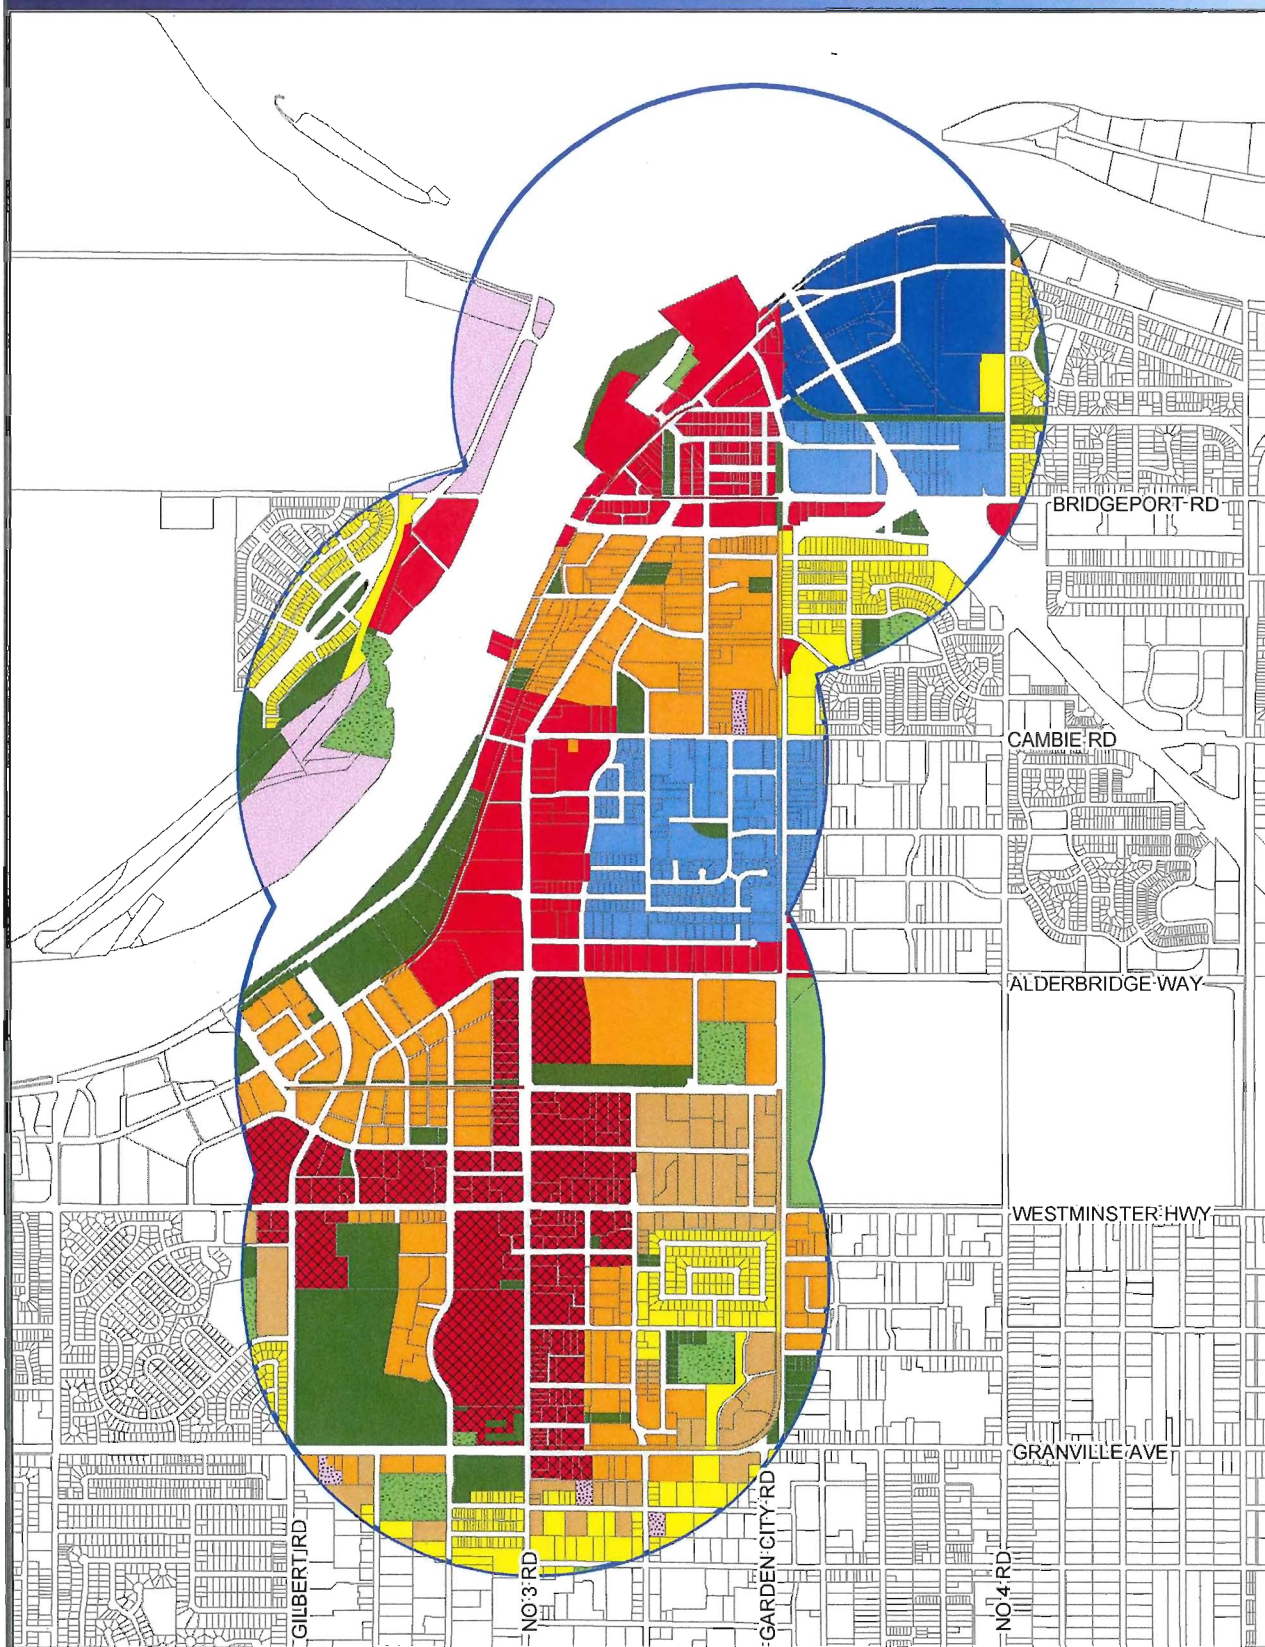 BRIDGEPORT RD
CAMBIE RD
ALDERBRIDGE WAY
WESTMINSTER HWY
GRANVILLE AVE
GILBERT RD
NO 3 RD
GARDEN CITY RD
NO 4 RD